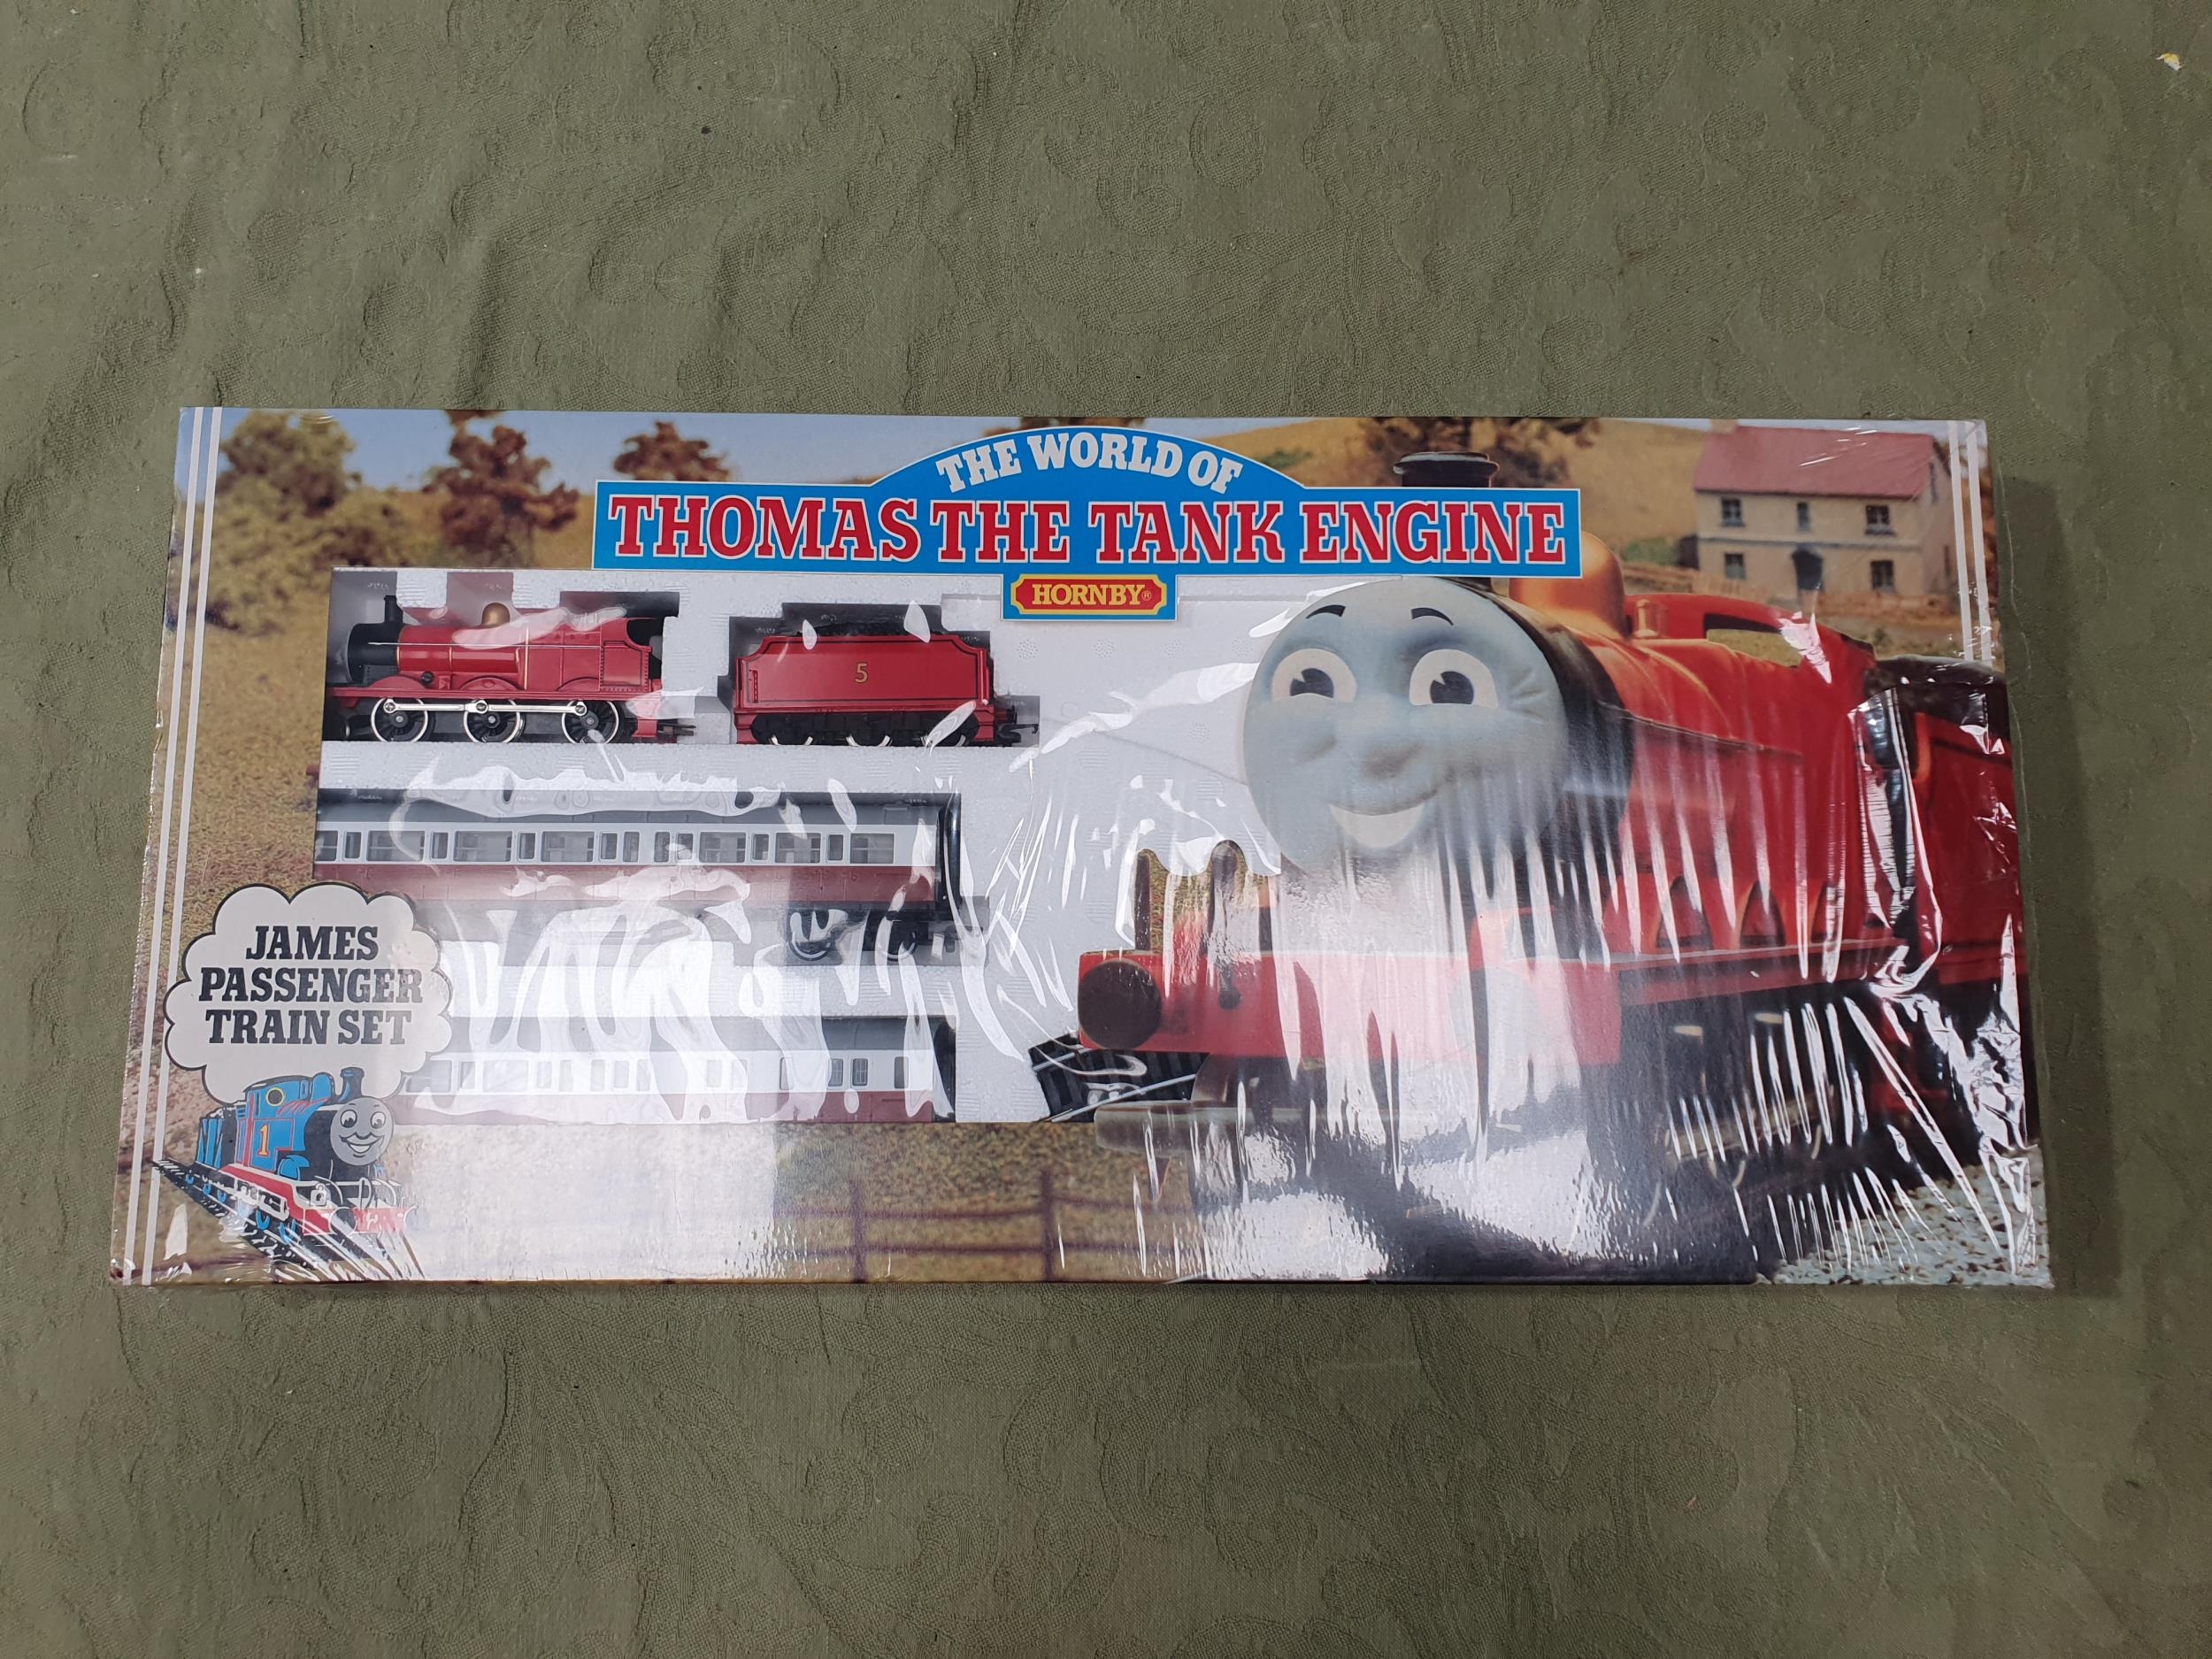 THE WORLD OF
THOMAS THE TANK ENGINE
HORNBY®
5
JAMES
PASSENGER
TRAIN SET
1